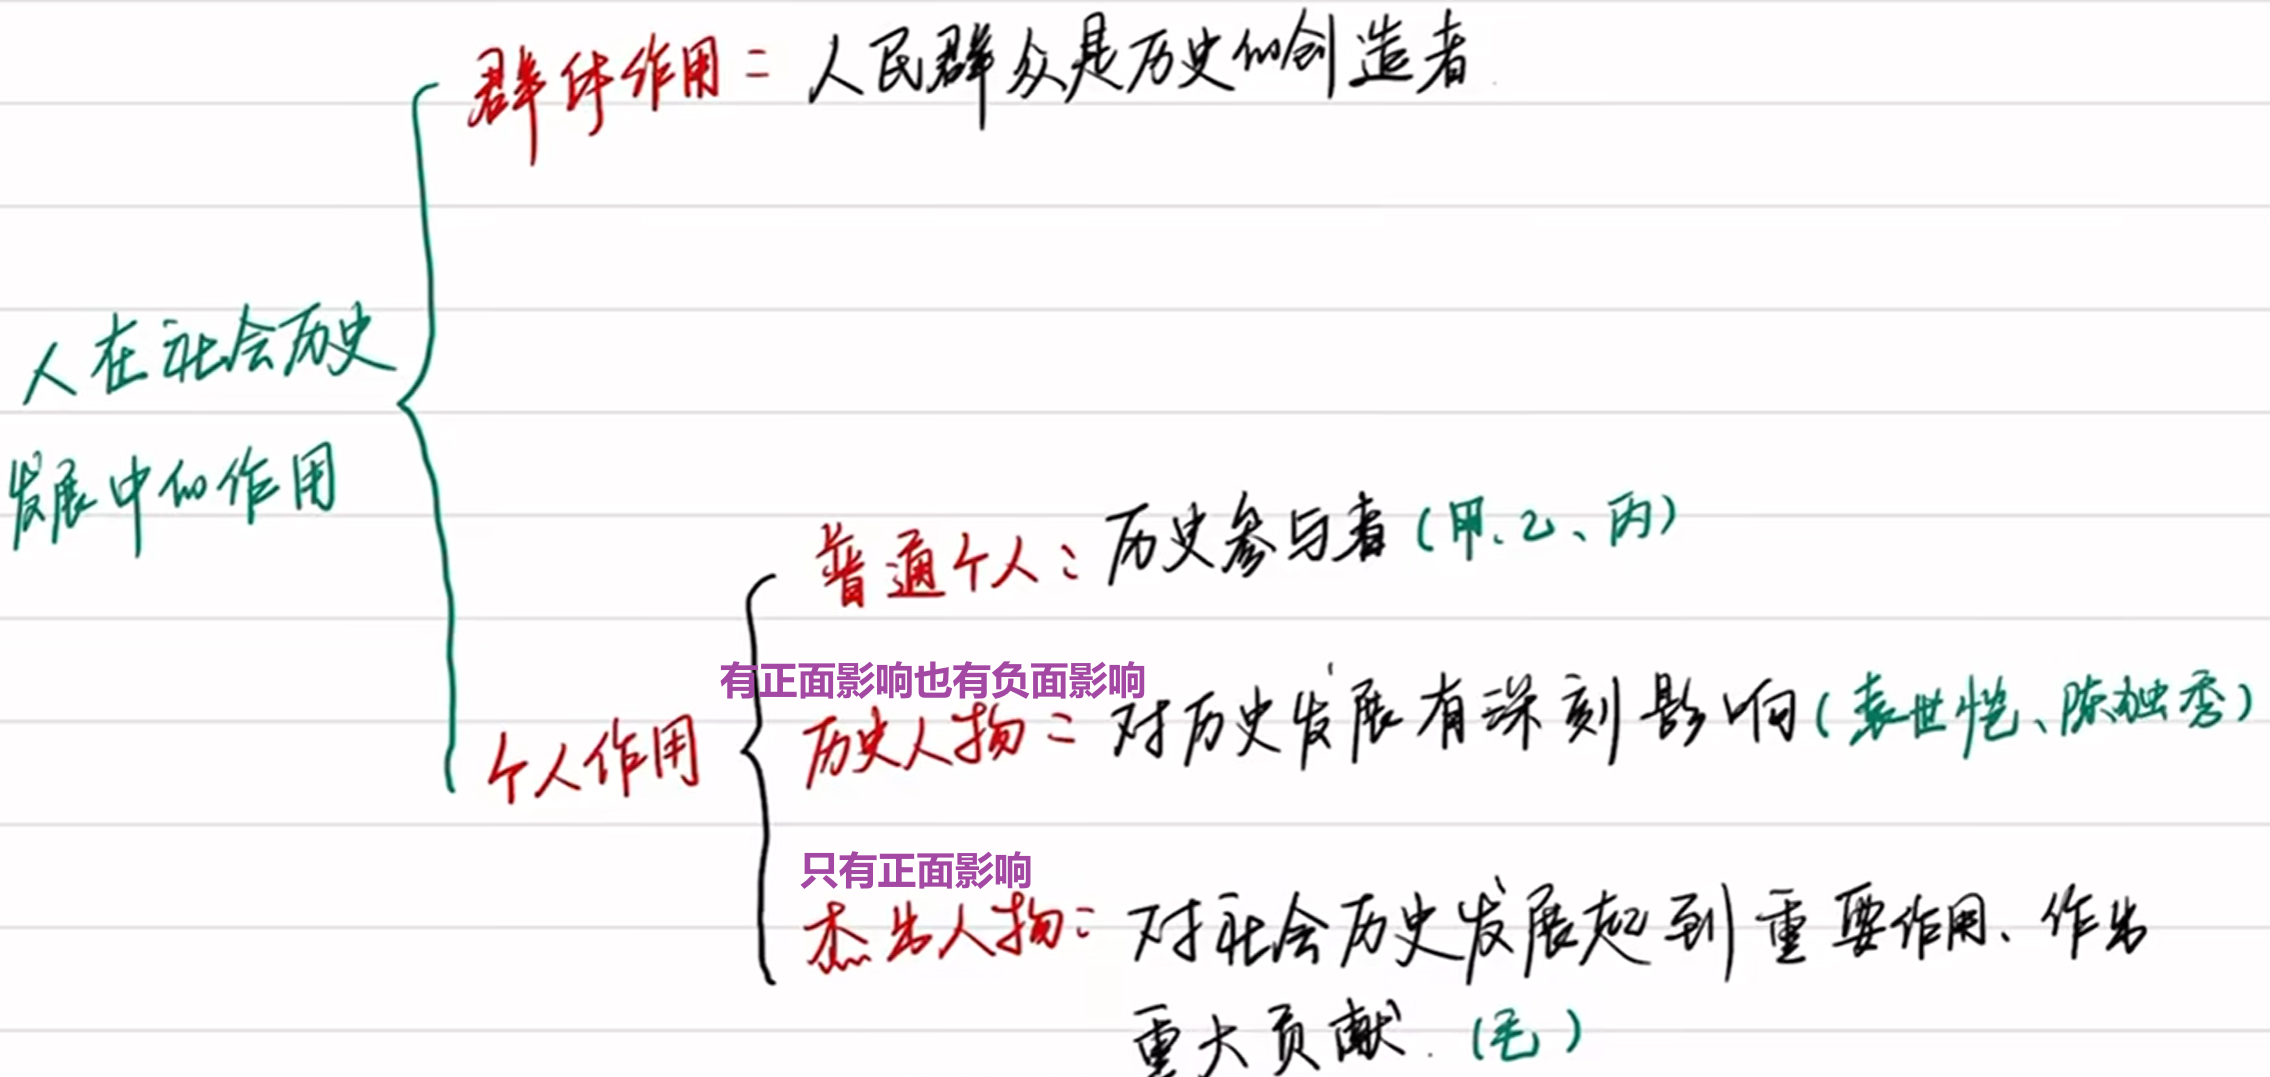 群体作用：人民群众是历史的创造者
人在社会历史
发展中的作用
普通个人：历史参与者（甲、乙、丙）
有正面影响也有负面影响
历史人物：对历史发展有深刻影响（袁世凯、陈独秀）
个人作用
只有正面影响
杰出人物：对社会历史发展起到重要作用、作出
重大贡献．（毛）